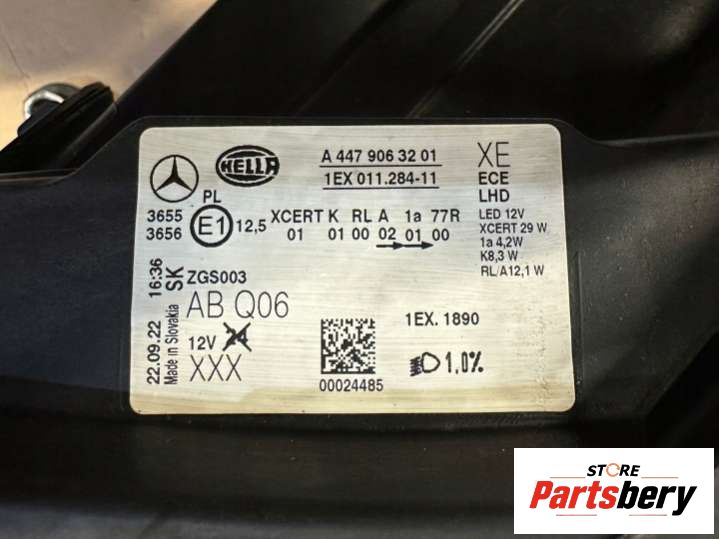 HELLA
A 447 906 32 01
1EX 011.284-11
XE
ECE
LHD
LED 12V
XCERT 29 W
1a 4,2W
K8,3 W
RL/A12,1 W
PL
3655
3656
E1
12,5
XCERT K RL A 1a 77R
01 01 00 02 01 00
22.09.22 16:36
Made in Slovakia SK
ZGS003
AB Q06
12V 24
XXX
00024485
1EX. 1890
1,0%
STORE
Partsbery